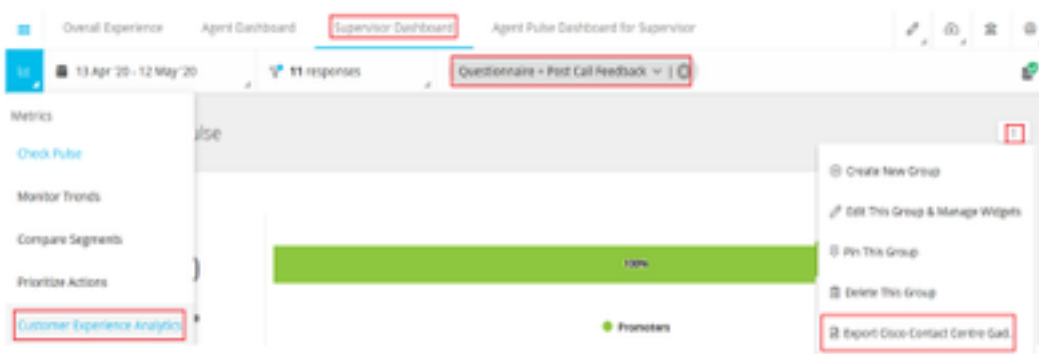 Overall Experience Agent Dashboard Supervisor Dashboard Agent Pulse Dashboard for Supervisor
13 Apr '20 - 12 May '20 11 responses Questionnaire = Post Call Feedback
Metrics
ulse
Check Pulse
Monitor Trends
Compare Segments
Prioritize Actions
Customer Experience Analytics
100%
Promoters
Create New Group
Edit This Group & Manage Widgets
Pin This Group
Delete This Group
Export Cisco Contact Centre Gad..